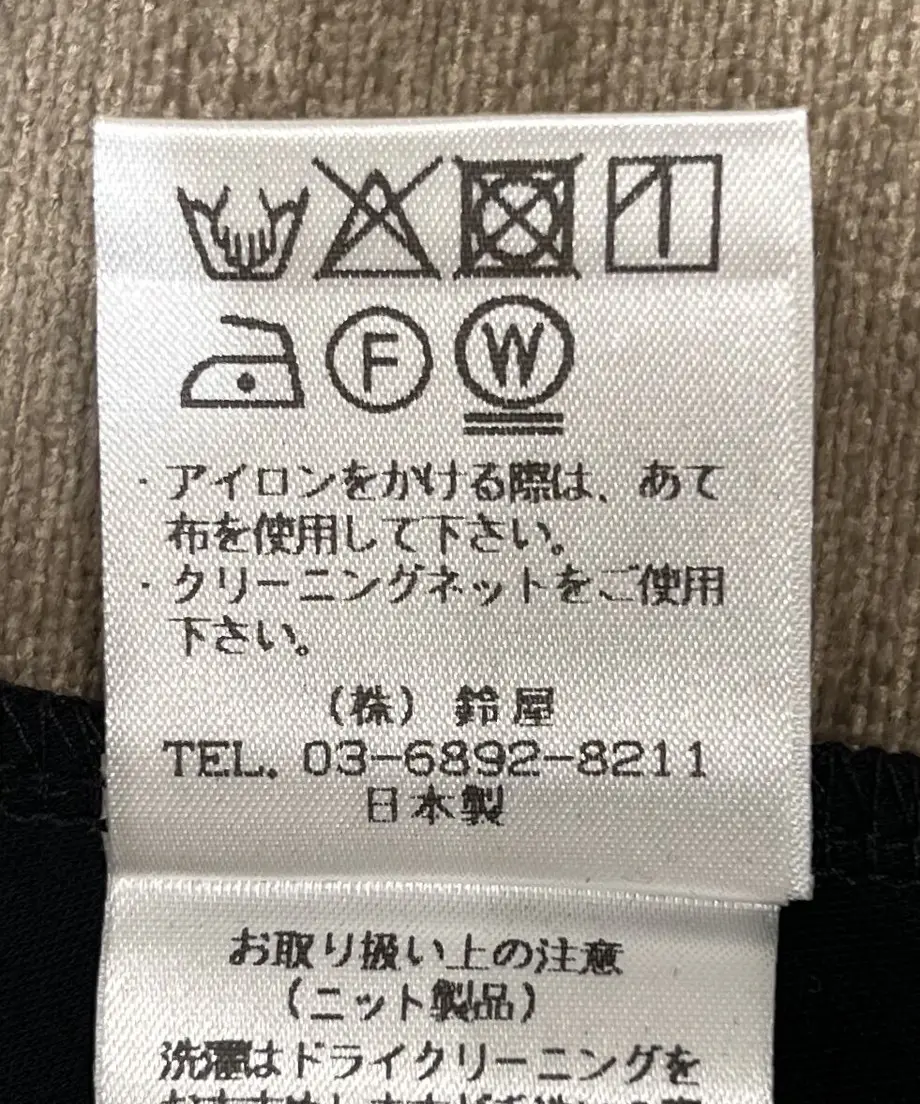 F W
・アイロンをかける際は、あて
布を使用して下さい。
・クリーニングネットをご使用
下さい。
(株) 鈴屋
TEL. 03-6892-8211
日本製
お取り扱い上の注意
(ニット製品)
洗濯はドライクリーニングを